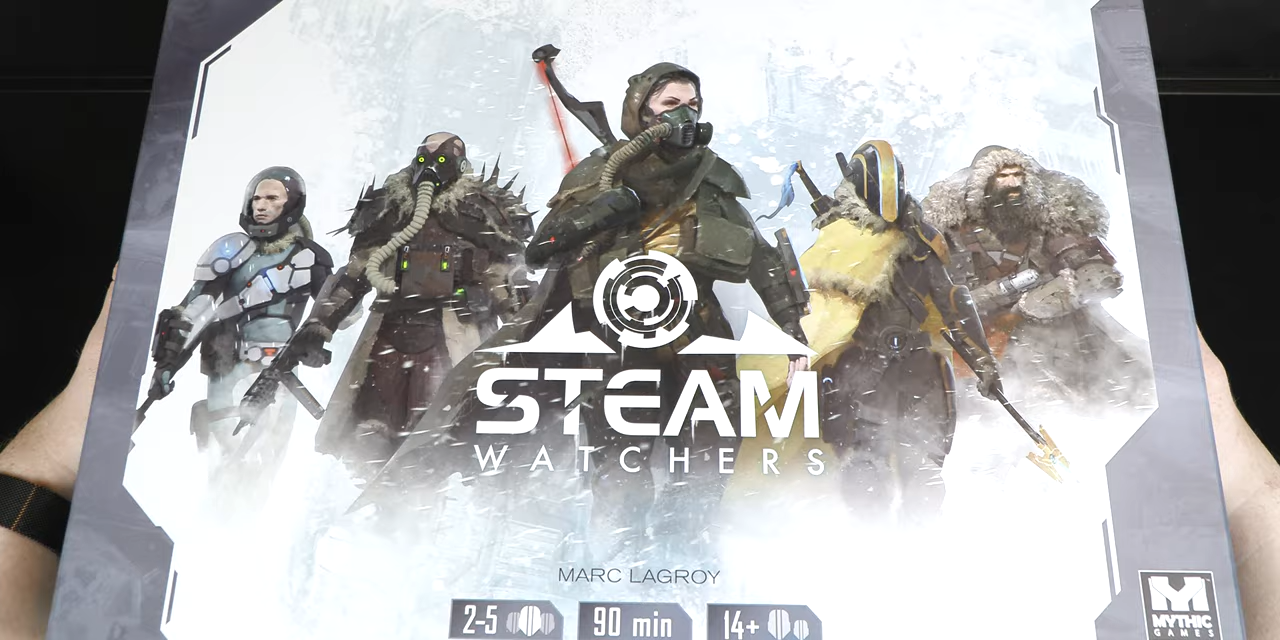 STEAM
WATCHERS
MARC LAGROY
2-5
90 min
14+
MYTHIC
GAMES